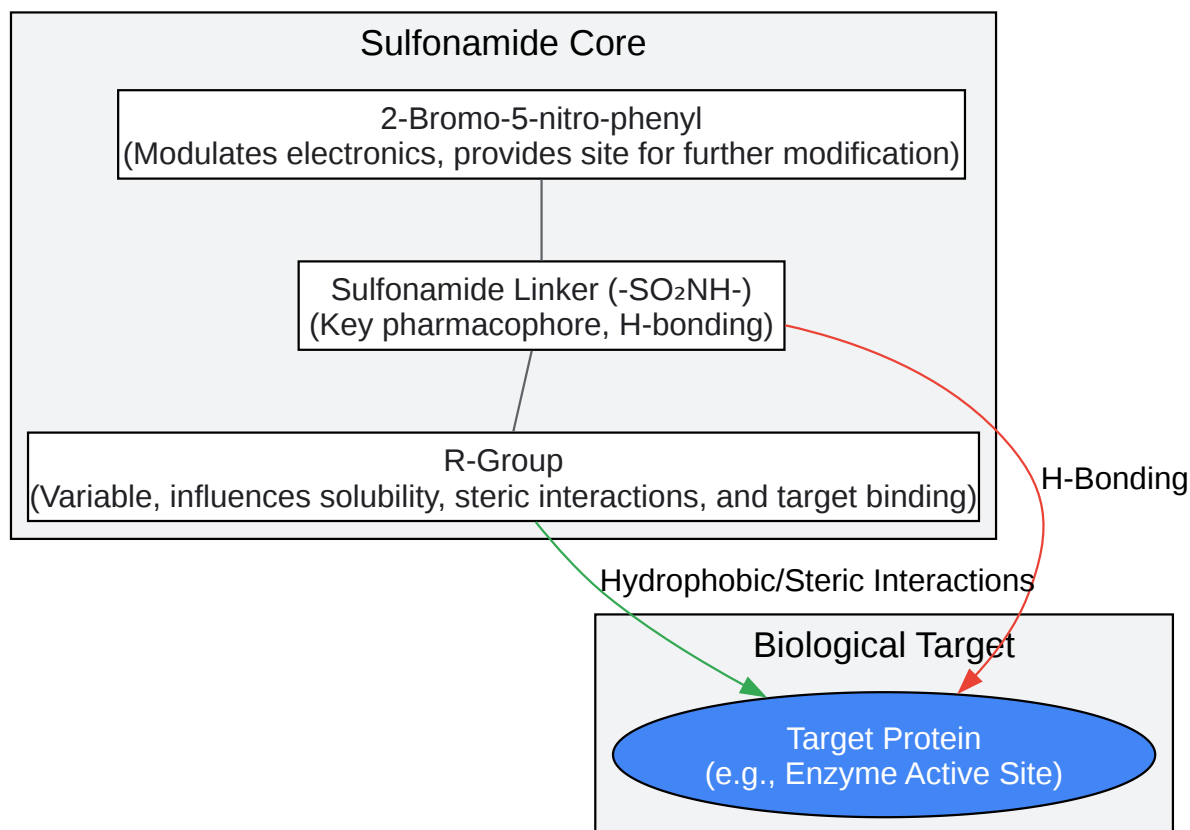 Sulfonamide Core
2-Bromo-5-nitro-phenyl
(Modulates electronics, provides site for further modification)
Sulfonamide Linker (-SO₂NH-)
(Key pharmacophore, H-bonding)
R-Group
(Variable, influences solubility, steric interactions, and target binding)
H-Bonding
Hydrophobic/Steric Interactions
Biological Target
Target Protein
(e.g., Enzyme Active Site)